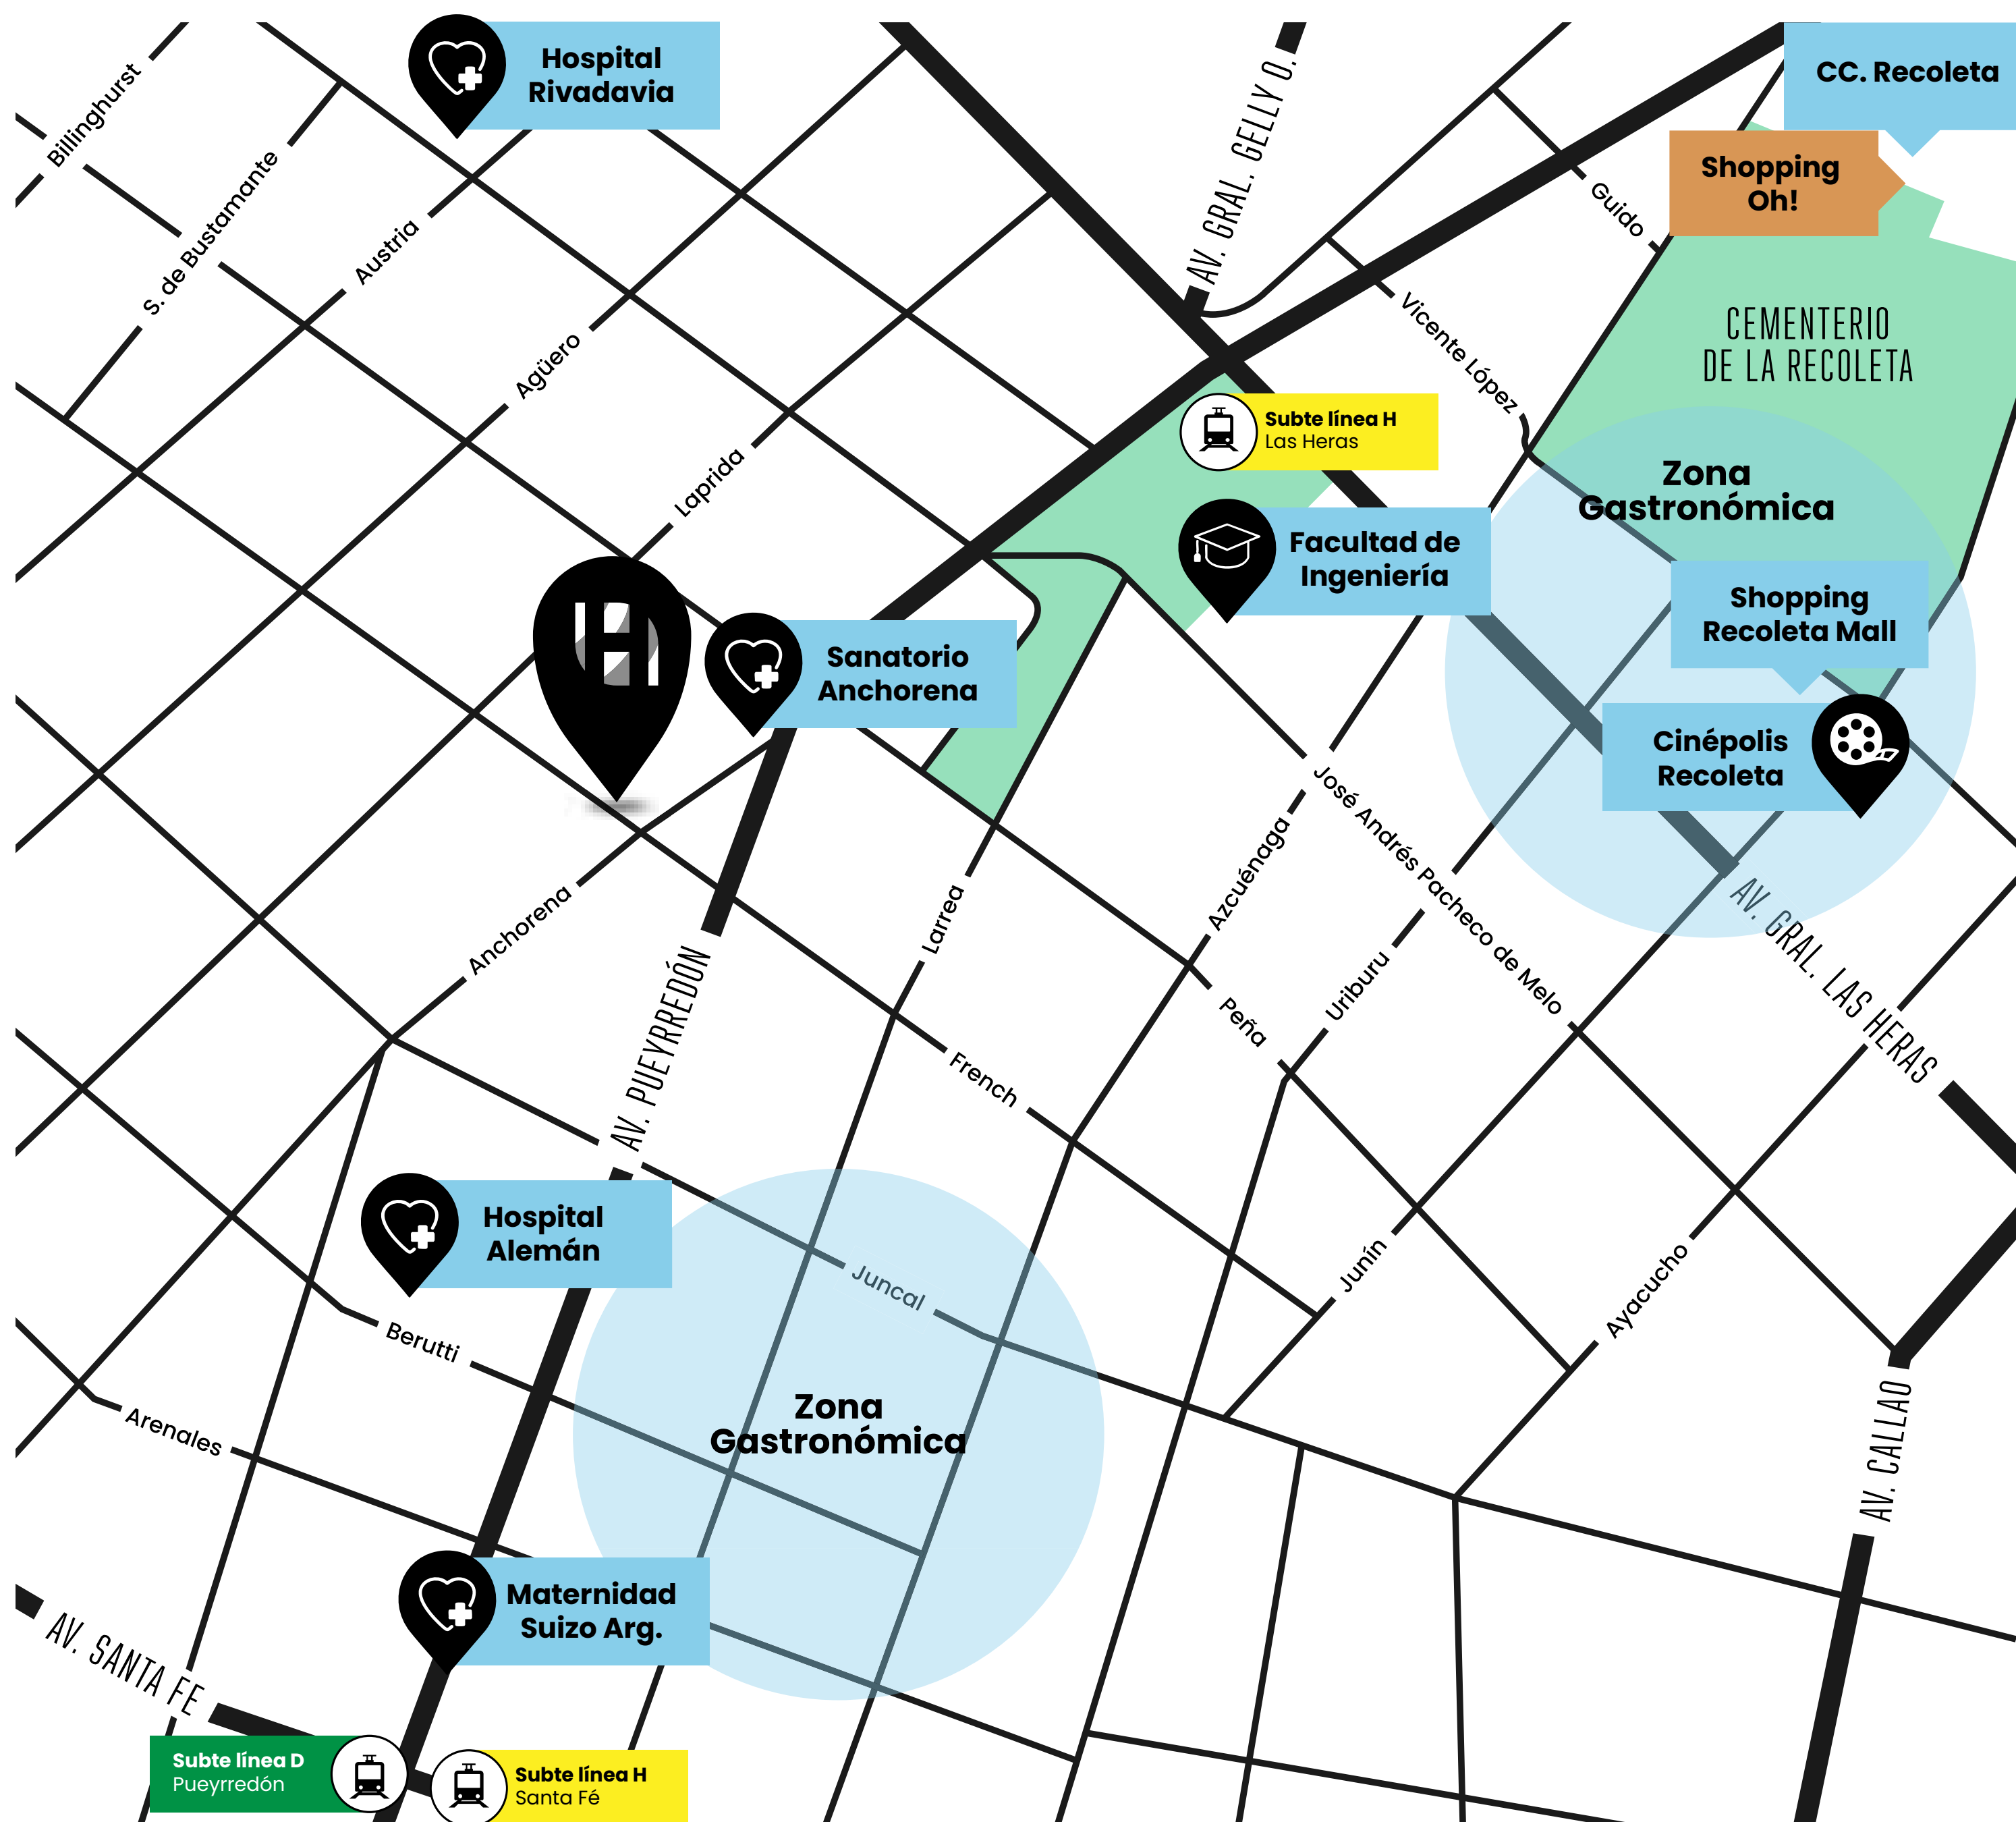 Hospital
Rivadavia
CC. Recoleta
Billinghurst
AV. GRAL. GELLY O.
Shopping
Oh!
Guido
S. de Bustamante
Austria
CEMENTERIO
DE LA RECOLETA
Agüero
Vicente López
Subte línea H
Las Heras
Laprida
Zona
Gastronómica
Facultad de
Ingeniería
Shopping
Recoleta Mall
H
Sanatorio
Anchorena
Cinépolis
Recoleta
José Andrés Pacheco de Melo
Azcuénaga
Larrea
Anchorena
AV. GRAL. LAS HERAS
Uriburu
AV. PUEYRREDÓN
Peña
French
Hospital
Alemán
Juncal
Junín
Ayacucho
Berutti
Zona
Gastronómica
Arenales
AV. CALLAO
Maternidad
Suizo Arg.
AV. SANTA FE
Subte línea D
Pueyrredón
Subte línea H
Santa Fé